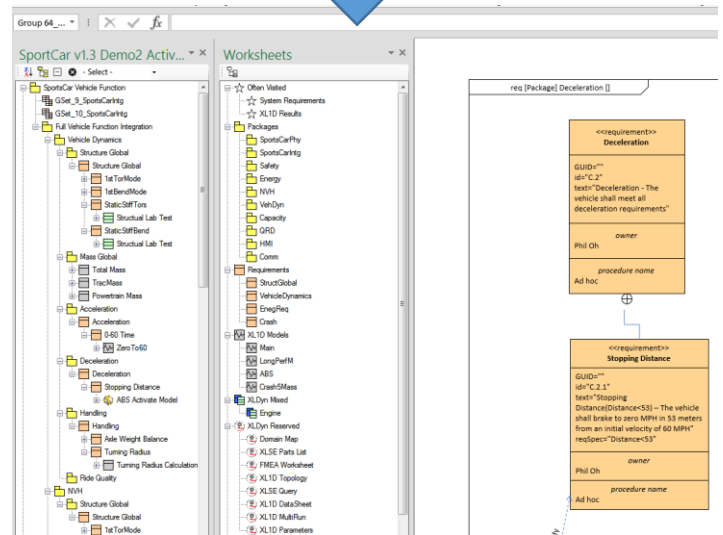 Group 64_...
fx
SportCar v1.3 Demo2 Activ...
- Select -
SportsCar Vehicle Function
GSet_9_SportsCarIntg
GSet_10_SportsCarIntg
Full Vehicle Function Integration
Vehicle Dynamics
Structure Global
Structure Global
1stTorMode
1stBendMode
StaticStiffTors
Structual Lab Test
StaticStiffBend
Structual Lab Test
Mass Global
Total Mass
TracMass
Powertrain Mass
Acceleration
Acceleration
0-60 Time
ZeroTo60
Deceleration
Deceleration
Stopping Distance
ABS Activate Model
Handling
Handling
Axle Weight Balance
Turning Radius
Turning Radius Calculation
Ride Quality
NVH
Structure Global
Structure Global
1stTorMode
Worksheets
Often Visited
System Requirements
XL1D Results
Packages
SportsCarPhy
SportsCarIntg
Safety
Energy
NVH
VehDyn
Capacity
QRD
HMI
Comm
Requirements
StructGlobal
VehicleDynamics
EnegReq
Crash
XL1D Models
Main
LongPerfM
ABS
Crash5Mass
XLDyn Mixed
Engine
XLDyn Reserved
Domain Map
XLSE Parts List
FMEA Worksheet
XL1D Topology
XLSE Query
XL1D DataSheet
XL1D MultiRun
XL1D Parameters
req [Package] Deceleration []
<<requirement>>
Deceleration
GUID=""
id="C.2"
text="Deceleration - The
vehicle shall meet all
deceleration requirements"
owner
Phil Oh
procedure name
Ad hoc
<<requirement>>
Stopping Distance
GUID=""
id="C.2.1"
text="Stopping
Distance(Distance<53) – The vehicle
shall brake to zero MPH in 53 meters
from an initial velocity of 60 MPH"
reqSpec="Distance<53"
owner
Phil Oh
procedure name
Ad hoc